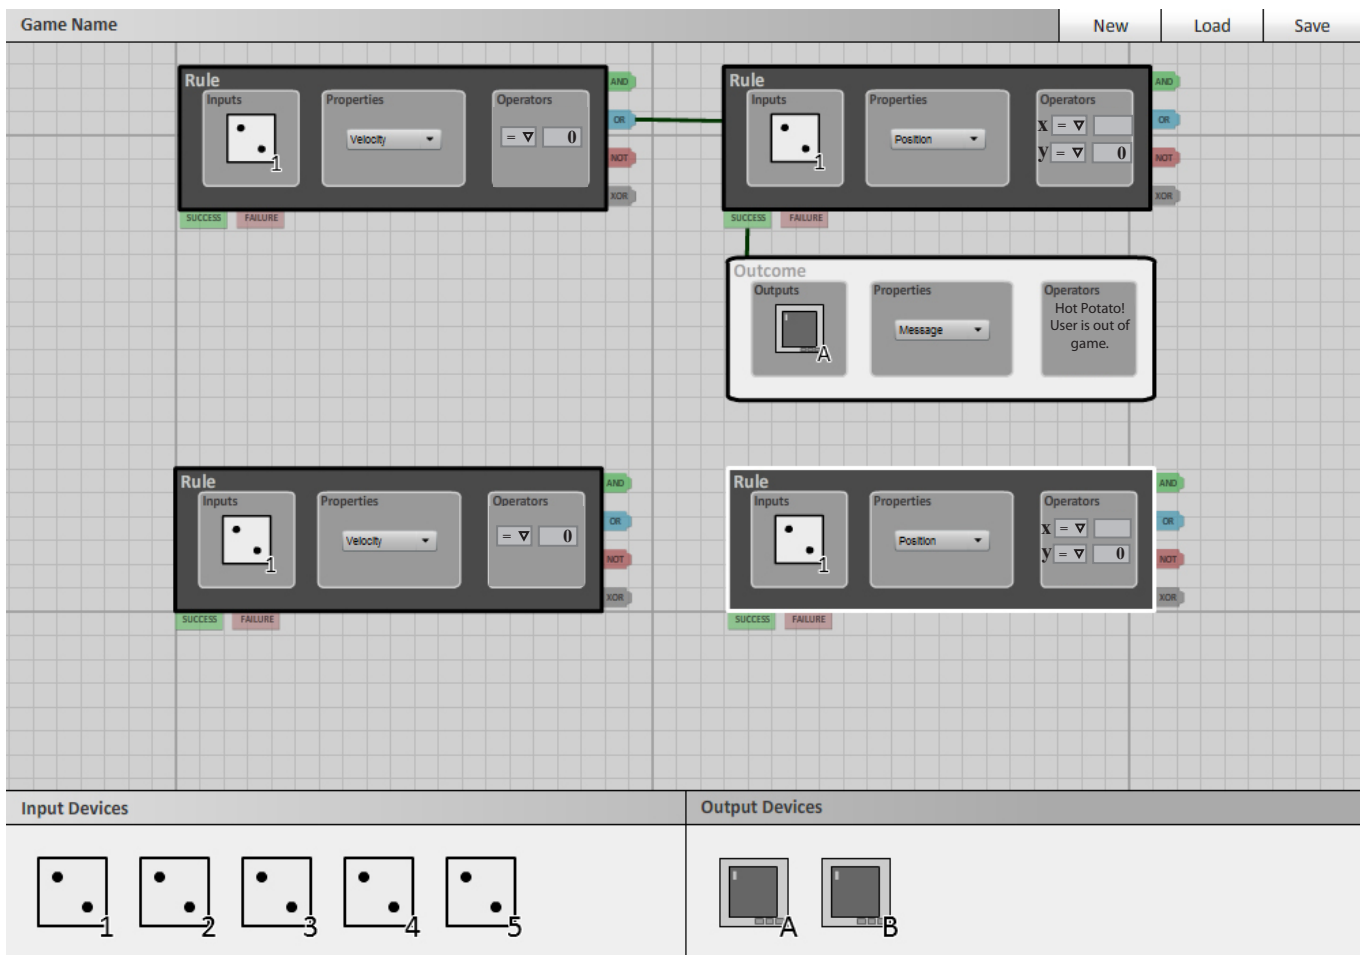 Game Name
New
Load
Save
Rule
Inputs
1
Properties
Velocity
Operators
= 0
AND
OR
NOT
XOR
SUCCESS
FAILURE
Rule
Inputs
1
Properties
Position
Operators
x =
y = 0
AND
OR
NOT
XOR
SUCCESS
FAILURE
Outcome
Outputs
A
Properties
Message
Operators
Hot Potato!
User is out of
game.
Rule
Inputs
1
Properties
Velocity
Operators
= 0
AND
OR
NOT
XOR
SUCCESS
FAILURE
Rule
Inputs
1
Properties
Position
Operators
x =
y = 0
AND
OR
NOT
XOR
SUCCESS
FAILURE
Input Devices
1
2
3
4
5
Output Devices
A
B